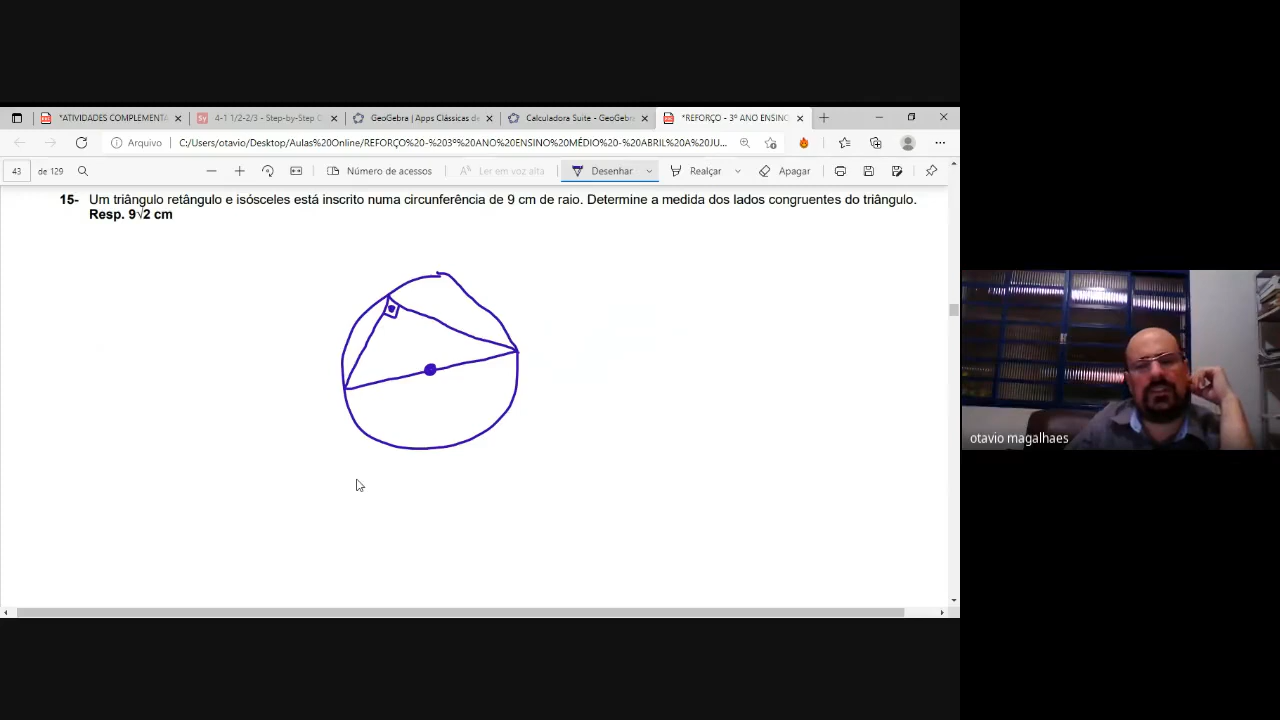 *ATIVIDADES COMPLEMENTA
4-1 1/2-2/3 - Step-by-Step C
GeoGebra | Apps Clássicas de
Calculadora Suite - GeoGebra
*REFORÇO - 3º ANO ENSINO
Arquivo
C:/Users/otavio/Desktop/Aulas%20Online/REFORÇO%20-%203º%20ANO%20ENSINO%20MÉDIO%20-%20ABRIL%20A%20JU...
43 de 129
Número de acessos
Ler em voz alta
Desenhar
Realçar
Apagar
15- Um triângulo retângulo e isósceles está inscrito numa circunferência de 9 cm de raio. Determine a medida dos lados congruentes do triângulo.
Resp. 9√2 cm
otavio magalhaes